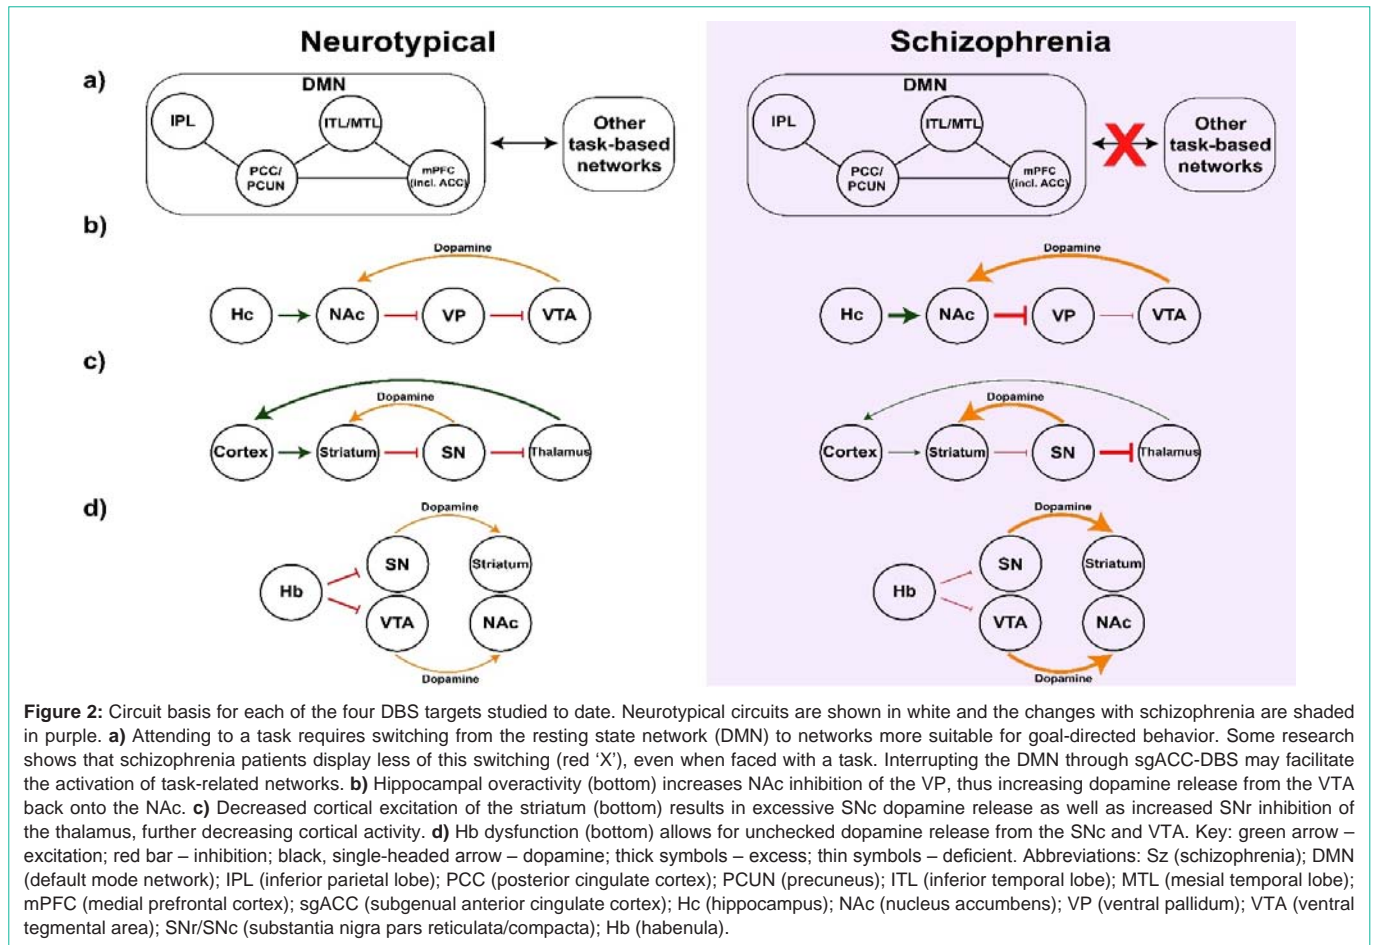 Neurotypical
Schizophrenia
a)
DMN
IPL
ITL/MTL
PCC/
PCUN
mPFC
(incl. ACC)
Other
task-based
networks
DMN
IPL
ITL/MTL
PCC/
PCUN
mPFC
(incl. ACC)
X
Other
task-based
networks
b)
Dopamine
Hc
NAc
VP
VTA
Dopamine
Hc
NAc
VP
VTA
c)
Dopamine
Cortex
Striatum
SN
Thalamus
Dopamine
Cortex
Striatum
SN
Thalamus
d)
Dopamine
SN
Striatum
Hb
VTA
NAc
Dopamine
Dopamine
SN
Striatum
Hb
VTA
NAc
Dopamine
Figure 2: Circuit basis for each of the four DBS targets studied to date. Neurotypical circuits are shown in white and the changes with schizophrenia are shaded
in purple. a) Attending to a task requires switching from the resting state network (DMN) to networks more suitable for goal-directed behavior. Some research
shows that schizophrenia patients display less of this switching (red ‘X’), even when faced with a task. Interrupting the DMN through sgACC-DBS may facilitate
the activation of task-related networks. b) Hippocampal overactivity (bottom) increases NAc inhibition of the VP, thus increasing dopamine release from the VTA
back onto the NAc. c) Decreased cortical excitation of the striatum (bottom) results in excessive SNc dopamine release as well as increased SNr inhibition of
the thalamus, further decreasing cortical activity. d) Hb dysfunction (bottom) allows for unchecked dopamine release from the SNc and VTA. Key: green arrow –
excitation; red bar – inhibition; black, single-headed arrow – dopamine; thick symbols – excess; thin symbols – deficient. Abbreviations: Sz (schizophrenia); DMN
(default mode network); IPL (inferior parietal lobe); PCC (posterior cingulate cortex); PCUN (precuneus); ITL (inferior temporal lobe); MTL (mesial temporal lobe);
mPFC (medial prefrontal cortex); sgACC (subgenual anterior cingulate cortex); Hc (hippocampus); NAc (nucleus accumbens); VP (ventral pallidum); VTA (ventral
tegmental area); SNr/SNc (substantia nigra pars reticulata/compacta); Hb (habenula).